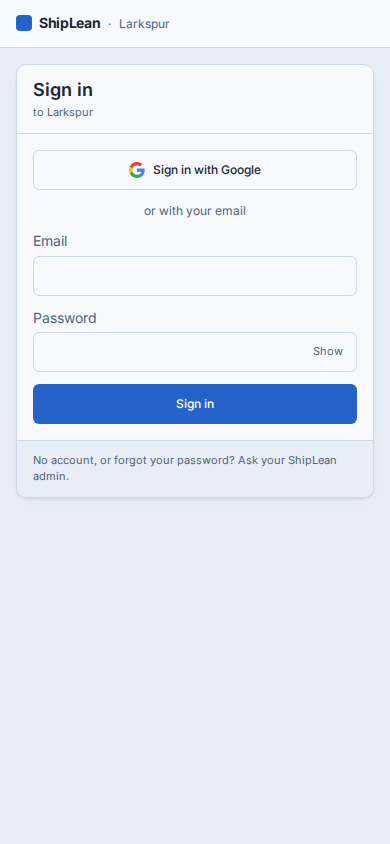 ShipLean · Larkspur
Sign in
to Larkspur
Sign in with Google
or with your email
Email
Password
Show
Sign in
No account, or forgot your password? Ask your ShipLean
admin.